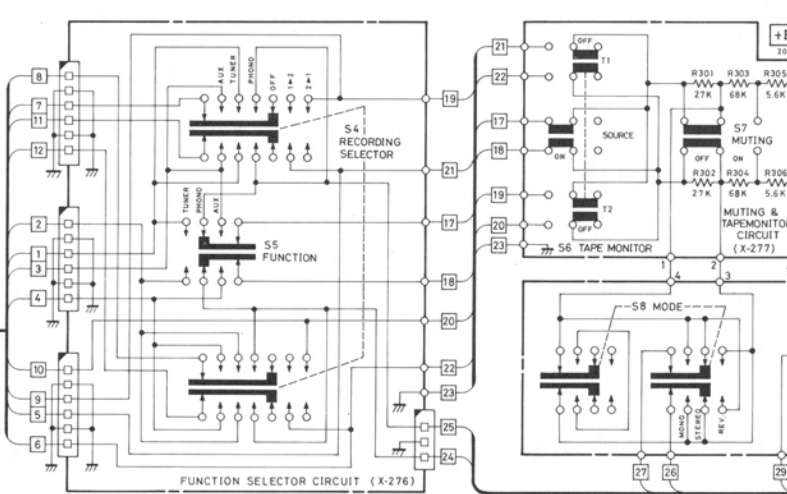 8
7
11
12
2
1
3
4
10
9
5
6
AUX
TUNER
PHONO
OFF
1►2
2►1
S4
RECORDING
SELECTOR
TUNER
PHONO
AUX
S5
FUNCTION
FUNCTION SELECTOR CIRCUIT (X-276)
19
21
17
18
20
22
23
25
24
21
22
17
18
19
20
23
OFF
T1
SOURCE
ON
T2
OFF
S6 TAPE MONITOR
+B
20
R301
27K
R303
68K
R305
5.6K
S7
MUTING
OFF
ON
R302
27K
R304
68K
R306
5.6K
MUTING &
TAPEMONITO
CIRCUIT
(X-277)
1
2
4
3
S8 MODE
MONO
STEREO
REV.
27
26
29